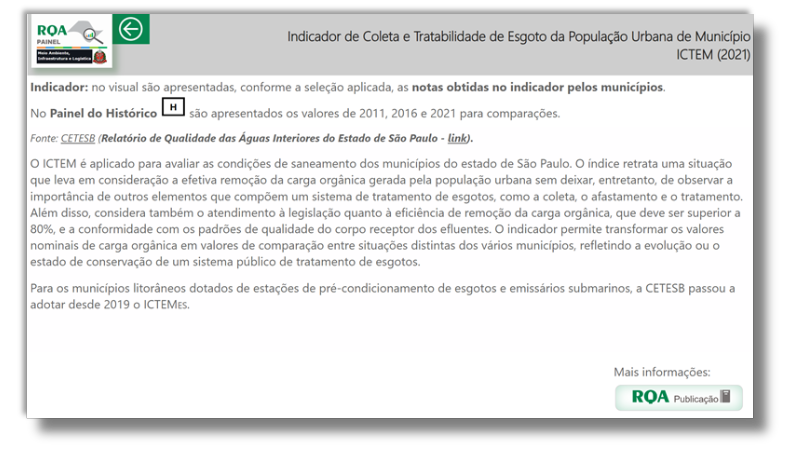 RQA
PAINEL
Meio Ambiente,
Infraestrutura e Logística
Indicador de Coleta e Tratabilidade de Esgoto da População Urbana de Município
ICTEM (2021)
Indicador: no visual são apresentadas, conforme a seleção aplicada, as notas obtidas no indicador pelos municípios.
No Painel do Histórico H são apresentados os valores de 2011, 2016 e 2021 para comparações.
Fonte: CETESB (Relatório de Qualidade das Águas Interiores do Estado de São Paulo - link).
O ICTEM é aplicado para avaliar as condições de saneamento dos municípios do estado de São Paulo. O índice retrata uma situação
que leva em consideração a efetiva remoção da carga orgânica gerada pela população urbana sem deixar, entretanto, de observar a
importância de outros elementos que compõem um sistema de tratamento de esgotos, como a coleta, o afastamento e o tratamento.
Além disso, considera também o atendimento à legislação quanto à eficiência de remoção da carga orgânica, que deve ser superior a
80%, e a conformidade com os padrões de qualidade do corpo receptor dos efluentes. O indicador permite transformar os valores
nominais de carga orgânica em valores de comparação entre situações distintas dos vários municípios, refletindo a evolução ou o
estado de conservação de um sistema público de tratamento de esgotos.
Para os municípios litorâneos dotados de estações de pré-condicionamento de esgotos e emissários submarinos, a CETESB passou a
adotar desde 2019 o ICTEMES.
Mais informações:
RQA Publicação